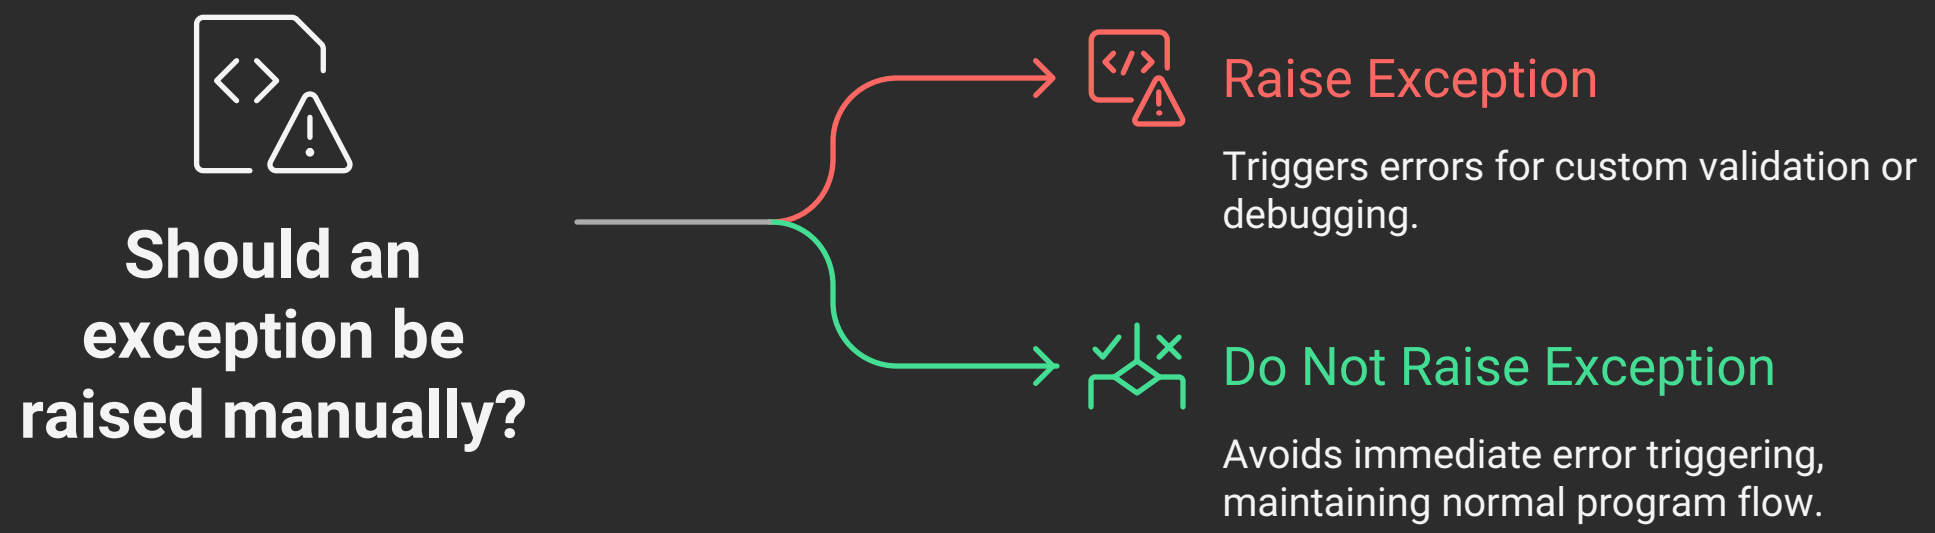 Should an
exception be
raised manually?
Raise Exception
Triggers errors for custom validation or
debugging.
Do Not Raise Exception
Avoids immediate error triggering,
maintaining normal program flow.